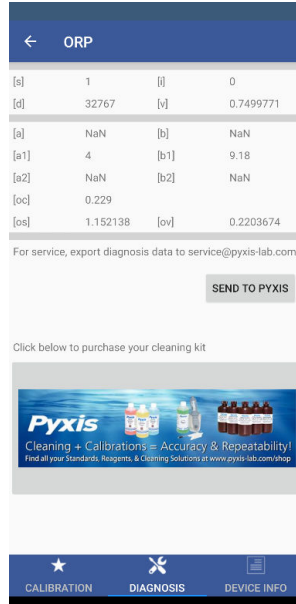 ORP
[s] 1 [i] 0
[d] 32767 [v] 0.7499771
[a] NaN [b] NaN
[a1] 4 [b1] 9.18
[a2] NaN [b2] NaN
[oc] 0.229
[os] 1.152138 [ov] 0.2203674
For service, export diagnosis data to service@pyxis-lab.com
SEND TO PYXIS
Click below to purchase your cleaning kit
Pyxis
Cleaning + Calibrations = Accuracy & Repeatability!
Find all your Standards, Reagents, & Cleaning Solutions at www.pyxis-lab.com/shop
CALIBRATION DIAGNOSIS DEVICE INFO